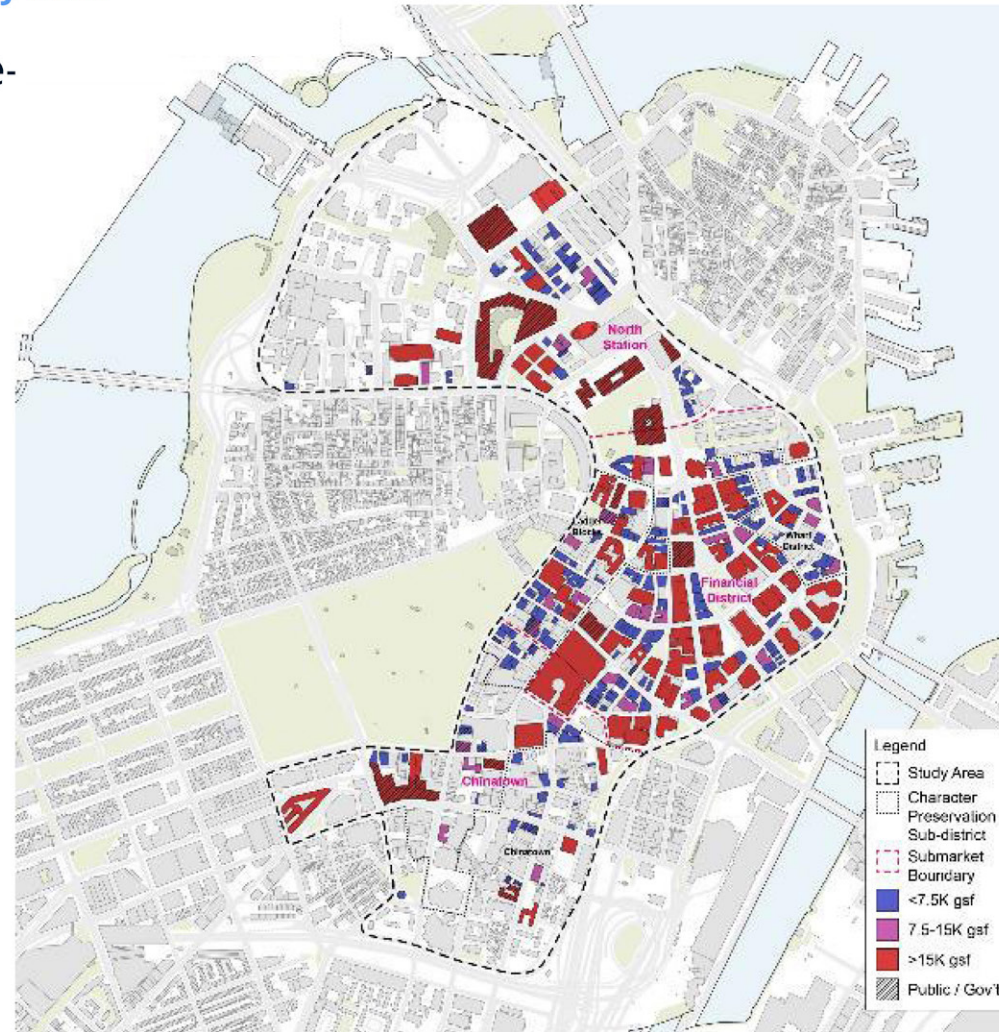 y
e-
North
Station
Ladder
Blocks
Wharf
District
Financial
District
Chinatown
Chinatown
Legend
Study Area
Character
Preservation
Sub-district
Submarket
Boundary
<7.5K gsf
7.5-15K gsf
>15K gsf
Public / Gov't